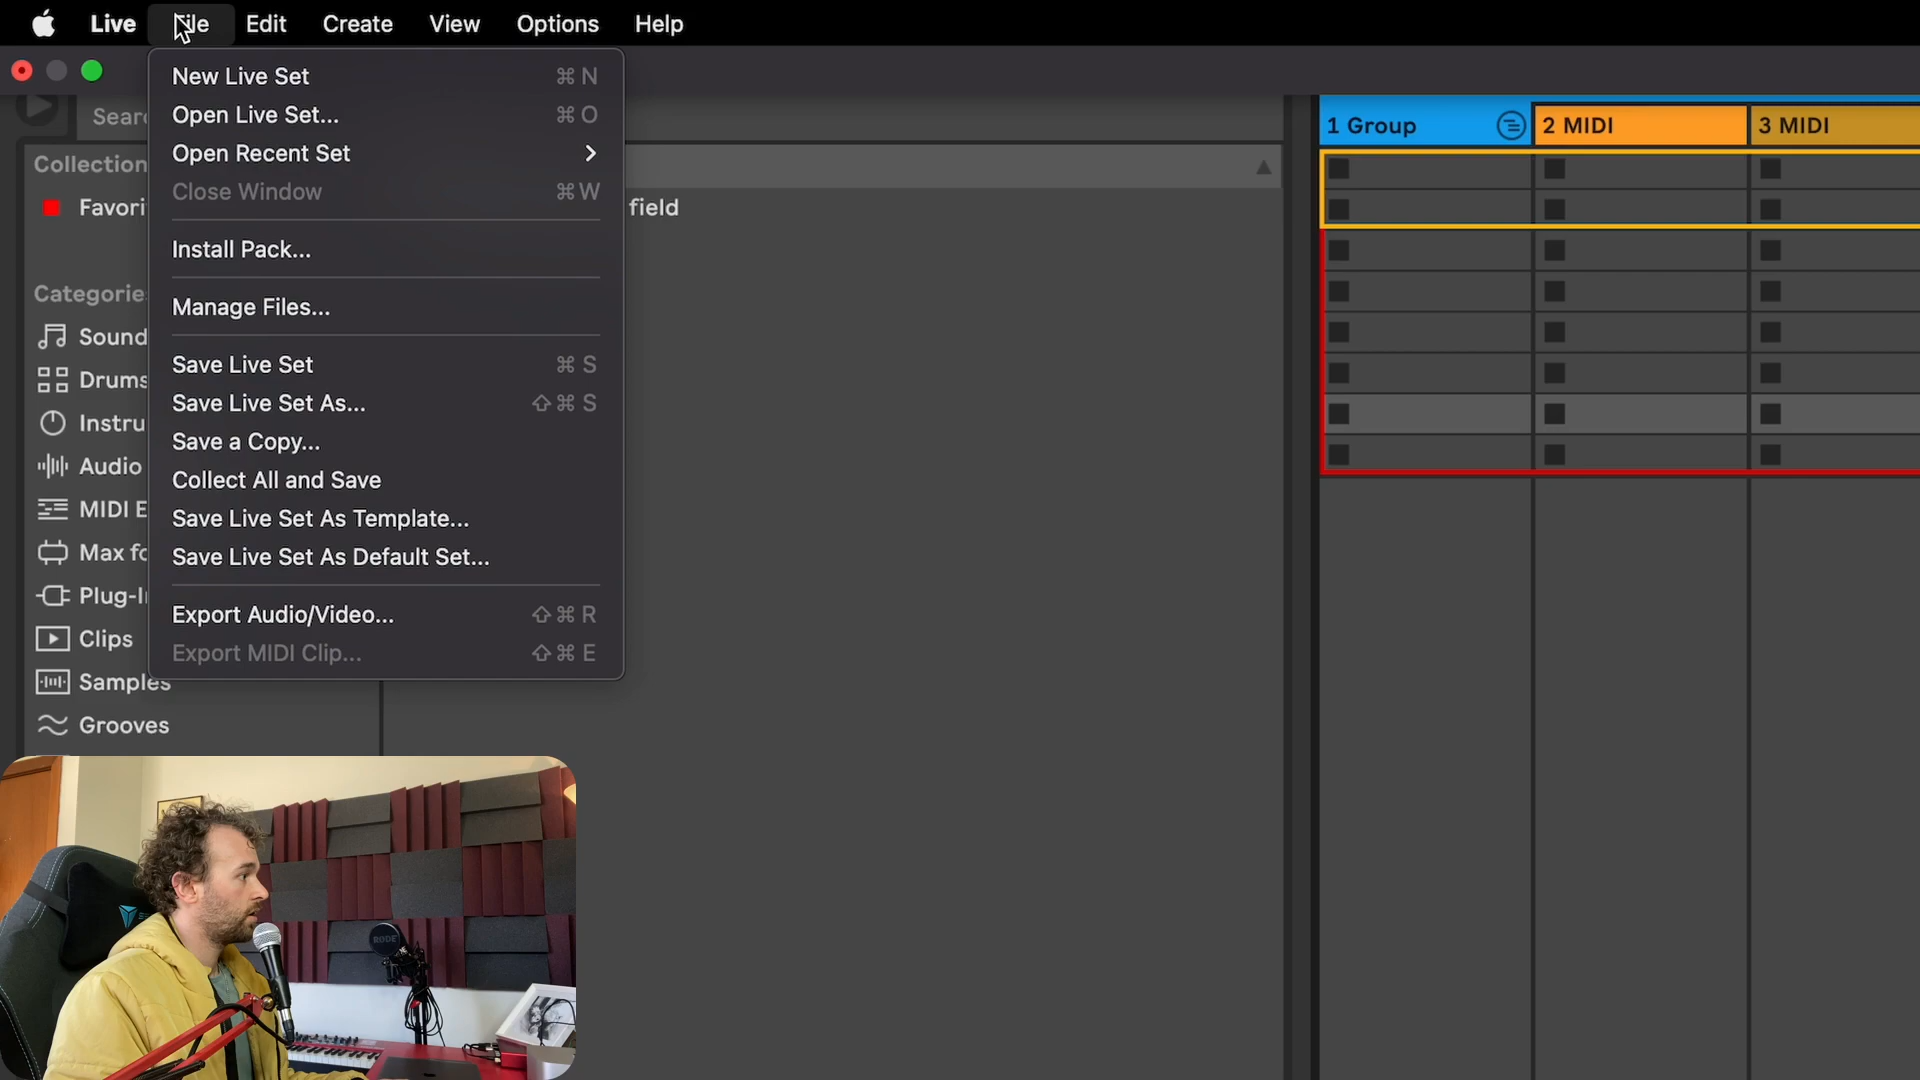 Live File Edit Create View Options Help
New Live Set ⌘ N
Open Live Set... ⌘ O
Open Recent Set
Close Window ⌘ W
Install Pack...
Manage Files...
Save Live Set ⌘ S
Save Live Set As... ⇧ ⌘ S
Save a Copy...
Collect All and Save
Save Live Set As Template...
Save Live Set As Default Set...
Export Audio/Video... ⇧ ⌘ R
Export MIDI Clip... ⇧ ⌘ E
Sear
Collection
Favori
field
Categorie
Sound
Drums
Instru
Audio
MIDI E
Max fo
Plug-I
Clips
Samples
Grooves
1 Group
2 MIDI
3 MIDI
RØDE